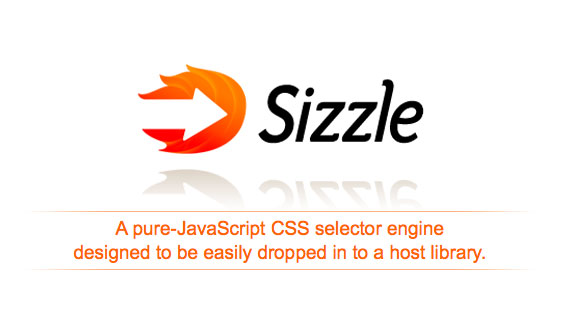 Sizzle
A pure-JavaScript CSS selector engine
designed to be easily dropped in to a host library.